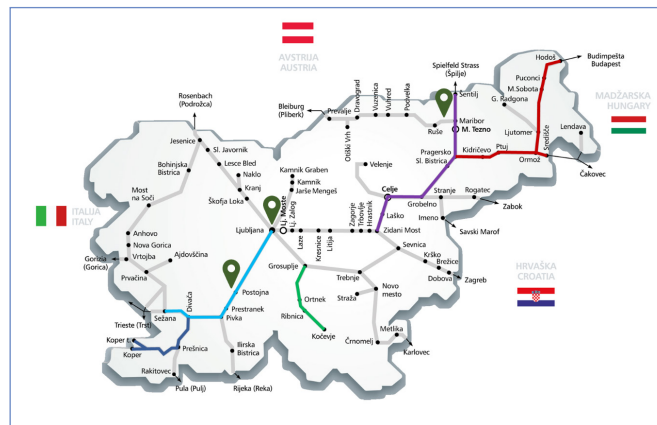 AVSTRIJA
AUSTRIA
Spielfeld Strass
(Špilje)
Hodoš
Budimpešta
Budapest
Rosenbach
(Podrožca)
Bleiburg
(Pliberk)
Prevalje
Dravograd
Vuzenica
Vuhred
Podvelka
Šentilj
Puconci
M.Sobota
G. Radgona
MADŽARSKA
HUNGARY
Otiški Vrh
Ruše
Maribor
M. Tezno
Ljutomer
Središče
Lendava
Jesenice
Sl. Javornik
Lesce Bled
Bohinjska
Bistrica
Naklo
Kranj
Škofja Loka
Kamnik Graben
Kamnik
Jarše Mengeš
Velenje
Pragersko
Sl. Bistrica
Kidričevo
Ptuj
Ormož
Čakovec
Most
na Soči
Celje
Stranje
Rogatec
Grobelno
Zabok
Imeno
Savski Marof
ITALIJA
ITALY
Anhovo
Nova Gorica
Vrtojba
Gorizia
(Gorica)
Ajdovščina
Prvačina
Ljubljana
Lj. Moste
Lj. Zalog
Laze
Kresnice
Litija
Zagorje
Trbovlje
Hrastnik
Laško
Zidani Most
Sevnica
Krško
Brežice
Dobova
Zagreb
HRVAŠKA
CROATIA
Grosuplje
Trebnje
Novo
mesto
Straža
Divača
Postojna
Prestranek
Pivka
Ortnek
Ribnica
Kočevje
Trieste (Trst)
Sežana
Koper t.
Koper
Prešnica
Ilirska
Bistrica
Metlika
Črnomelj
Karlovec
Rakitovec
Pula (Pulj)
Rijeka (Reka)